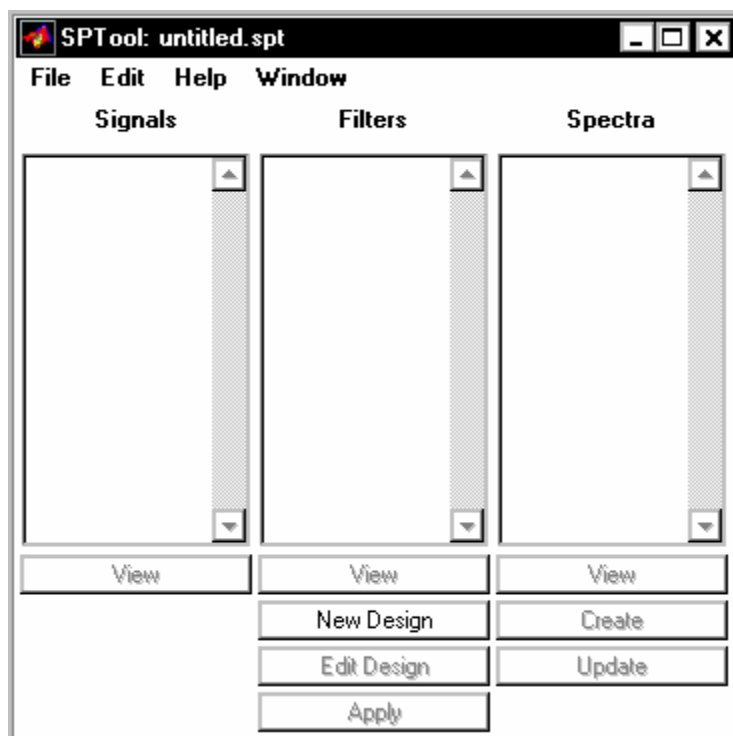 SPTool: untitled.spt
File Edit Help Window
Signals Filters Spectra
View View View
New Design Create
Edit Design Update
Apply